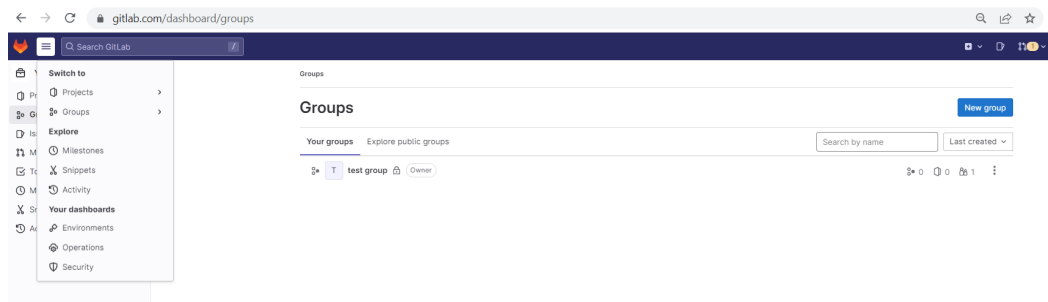 gitlab.com/dashboard/groups
Search GitLab /
1
Switch to
Projects
Groups
Explore
Milestones
Snippets
Activity
Your dashboards
Environments
Operations
Security
Groups
Groups
New group
Your groups Explore public groups
Search by name
Last created
T test group Owner
0 0 1